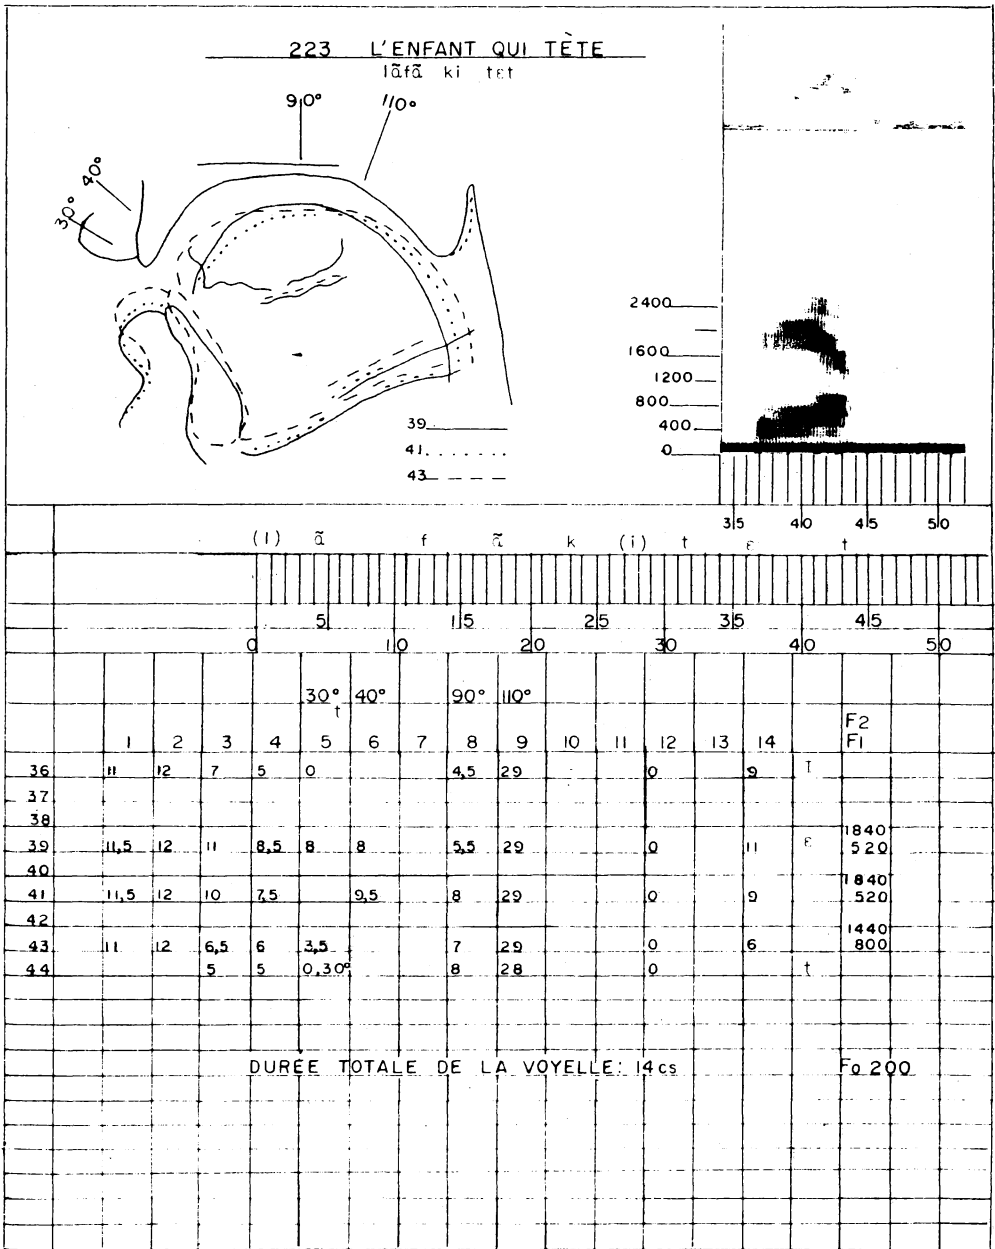 223 L'ENFANT QUI TÈTE
lãfã ki tɛt
90° 110°
30° 40°
2400
1600
1200
800
400
0
39
41
43
35 40 45 50
(l) ã f ã k (i) t ɛ t
5 15 25 35 45
0 10 20 30 40 50
30° 40° 90° 110°
t
F2
1 2 3 4 5 6 7 8 9 10 11 12 13 14 F1
36 11 12 7 5 0 4,5 29 0 9
37
38
1840
39 11,5 12 11 8,5 8 8 5,5 29 0 11 ɛ 520
40
1840
41 11,5 12 10 7,5 9,5 8 29 0 9 520
42
1440
43 11 12 6,5 6 3,5 7 29 0 6 800
44 5 5 0,30° 8 28 0 t
DURÉE TOTALE DE LA VOYELLE: 14 cs Fo 200